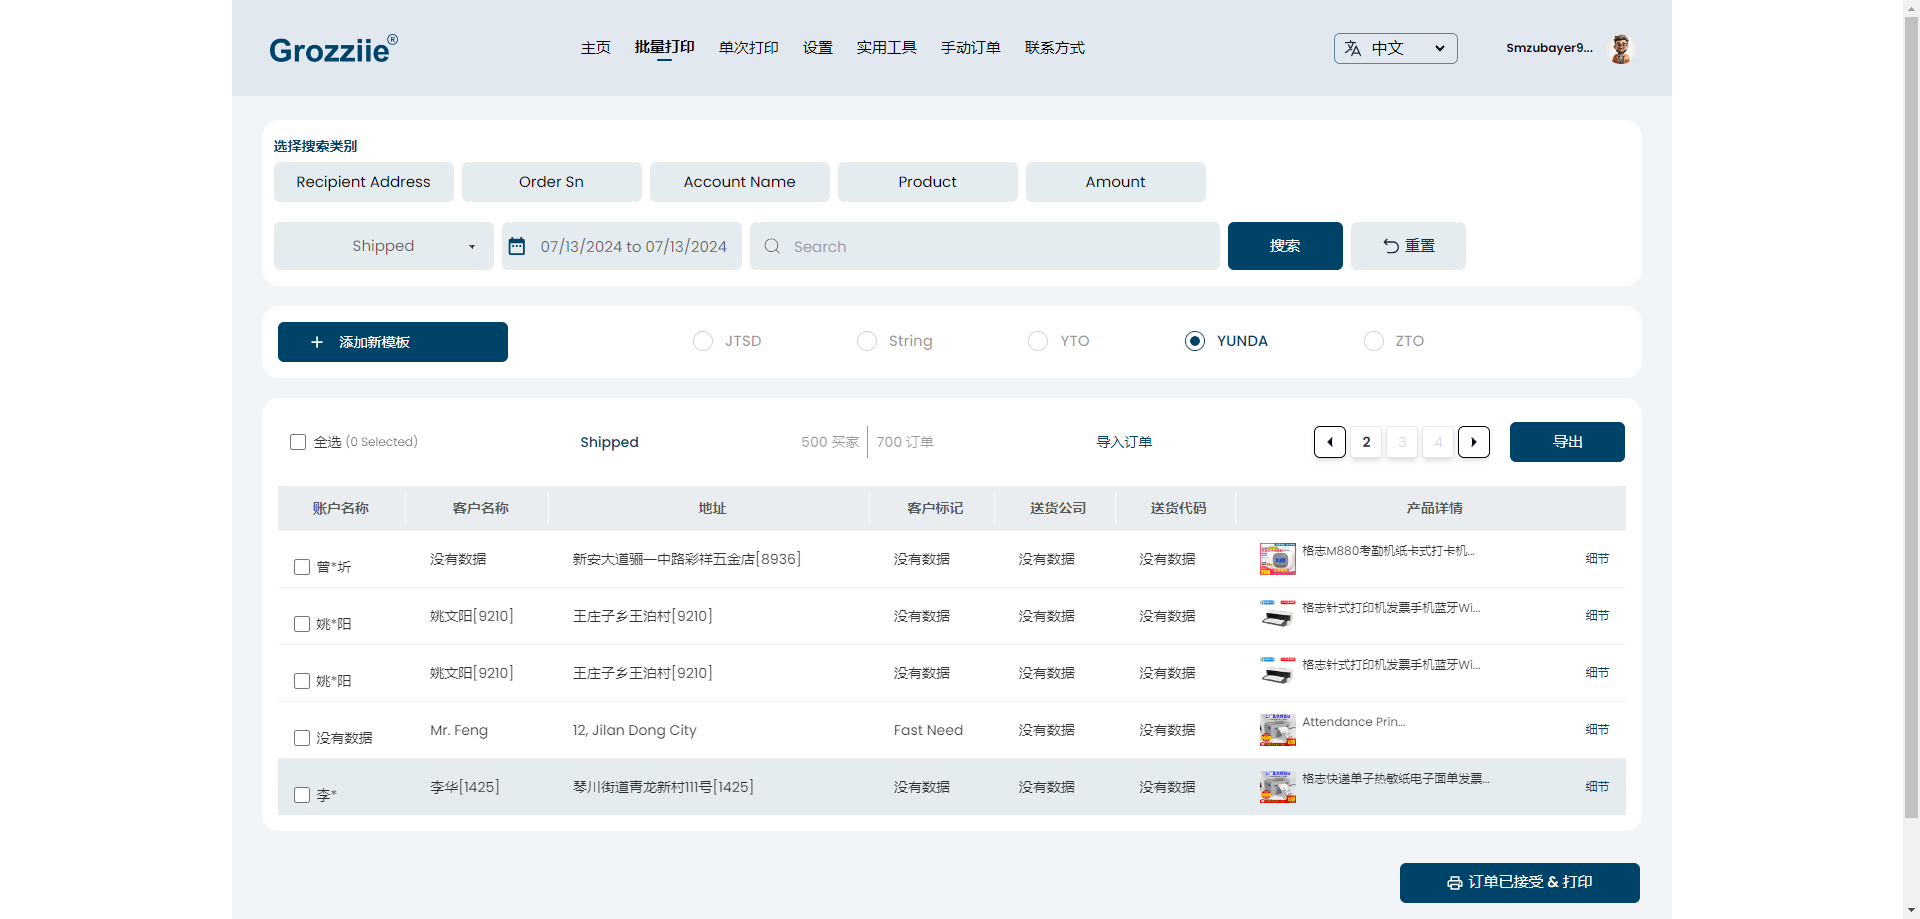 Grozziie®
主页 批量打印 单次打印 设置 实用工具 手动订单 联系方式 中文 Smzubayer9...
选择搜索类别
Recipient Address Order Sn Account Name Product Amount
Shipped 07/13/2024 to 07/13/2024 Search 搜索 重置
+ 添加新模板 JTSD String YTO YUNDA ZTO
全选 (0 Selected) Shipped 500 买家 700 订单 导入订单 2 3 4 导出
账户名称 客户名称 地址 客户标记 送货公司 送货代码 产品详情
曾*圻 没有数据 新安大道骊一中路彩祥五金店[8936] 没有数据 没有数据 没有数据 格志M880考勤机纸卡式打卡机... 细节
姚*阳 姚文阳[9210] 王庄子乡王泊村[9210] 没有数据 没有数据 没有数据 格志针式打印机发票手机蓝牙Wi... 细节
姚*阳 姚文阳[9210] 王庄子乡王泊村[9210] 没有数据 没有数据 没有数据 格志针式打印机发票手机蓝牙Wi... 细节
没有数据 Mr. Feng 12, Jilan Dong City Fast Need 没有数据 没有数据 Attendance Prin... 细节
李* 李华[1425] 琴川街道青龙新村111号[1425] 没有数据 没有数据 没有数据 格志快递单子热敏纸电子面单发票... 细节
订单已接受 & 打印